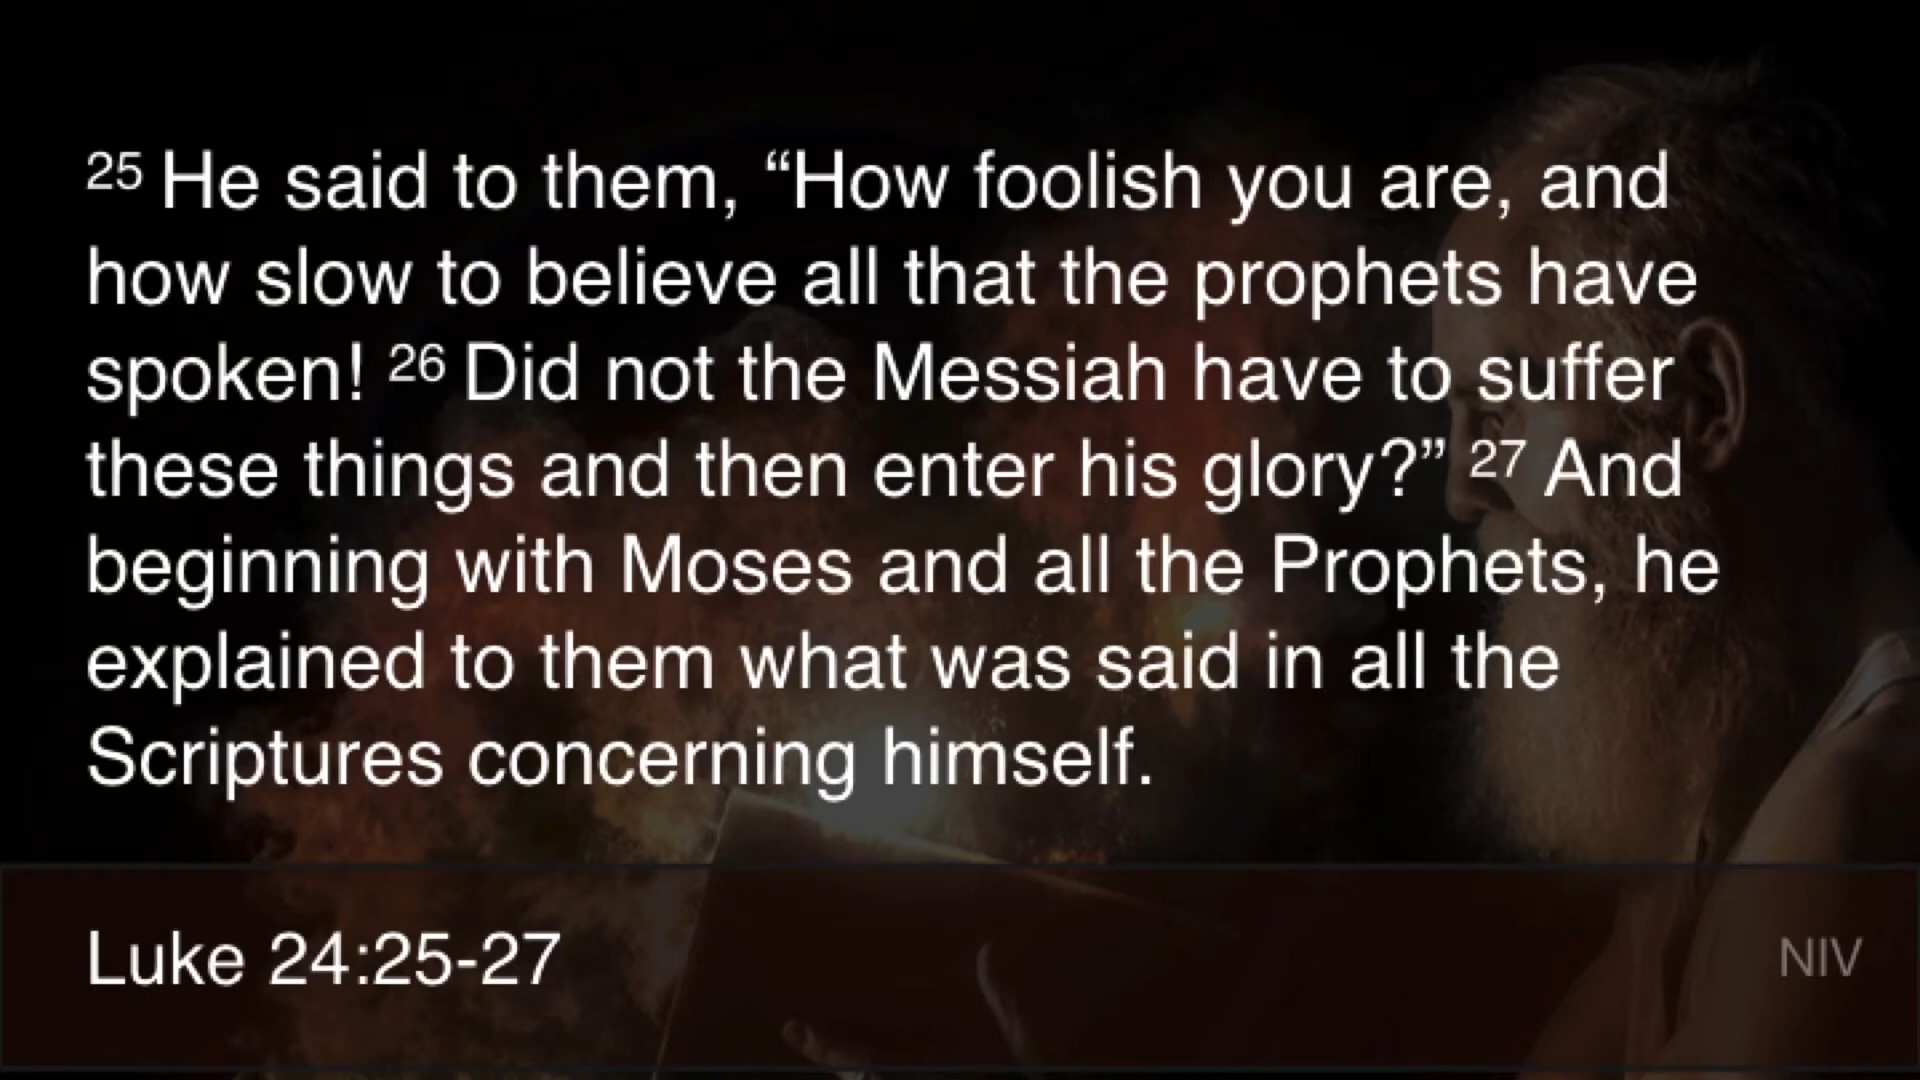 25 He said to them, “How foolish you are, and
how slow to believe all that the prophets have
spoken! 26 Did not the Messiah have to suffer
these things and then enter his glory?” 27 And
beginning with Moses and all the Prophets, he
explained to them what was said in all the
Scriptures concerning himself.
Luke 24:25-27
NIV